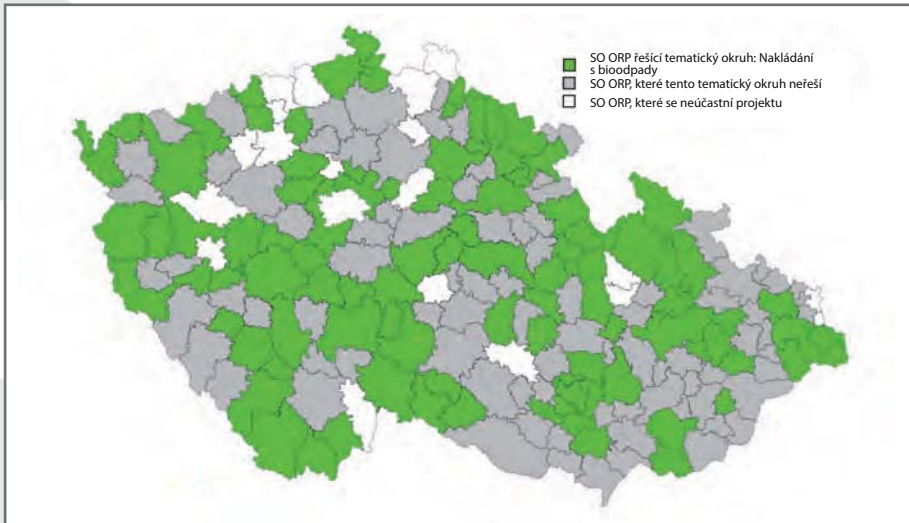 SO ORP řešící tematický okruh: Nakládání
s bioodpady
SO ORP, které tento tematický okruh neřeší
SO ORP, které se neúčastní projektu